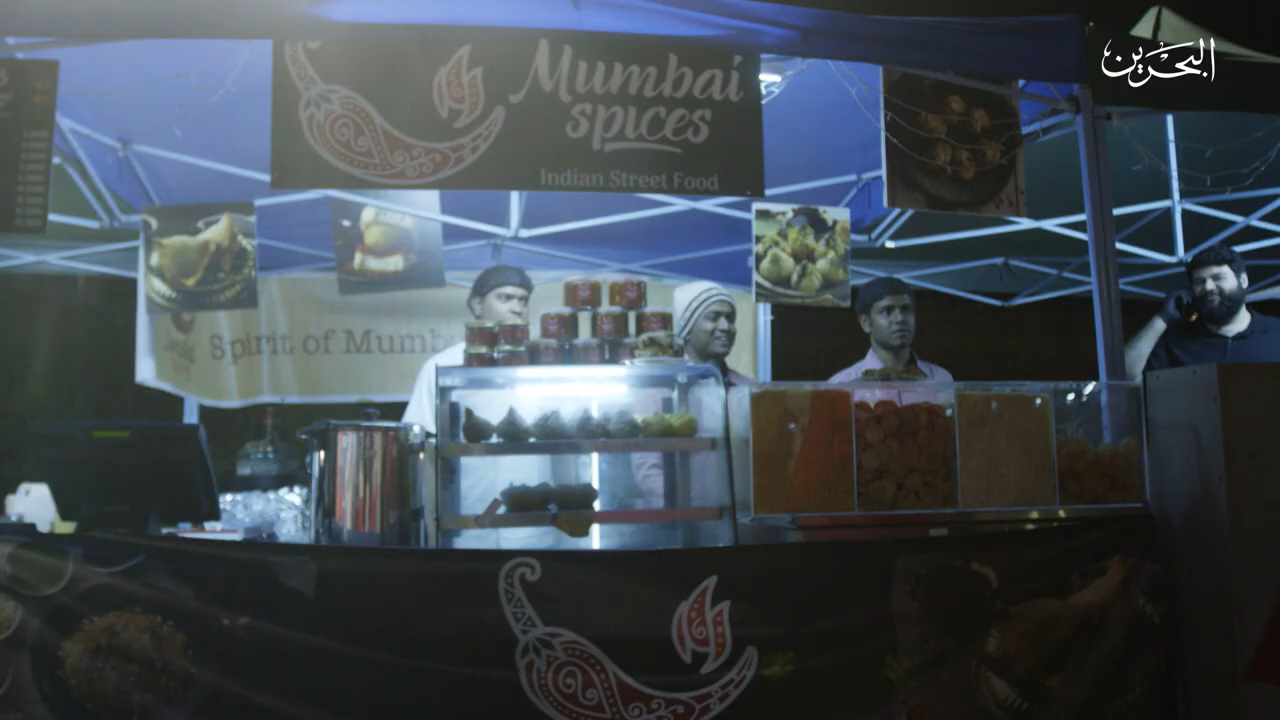 البحرين
Mumbai
spices
Indian Street Food
Spirit of Mumb